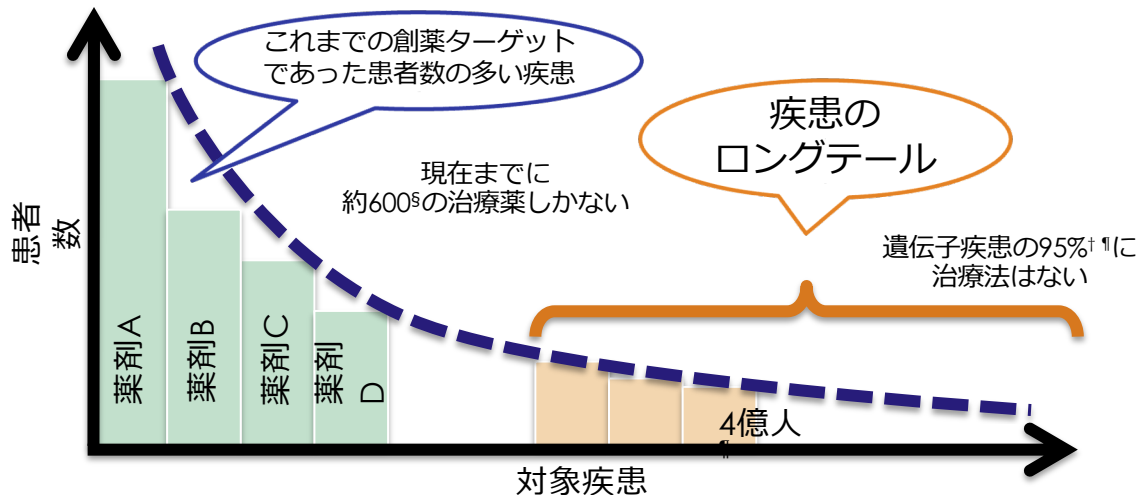 これまでの創薬ターゲット
であった患者数の多い疾患
疾患の
ロングテール
現在までに
約600§の治療薬しかない
遺伝子疾患の95%† ¶に
治療法はない
患者
数
薬剤A
薬剤B
薬剤C
薬剤
D
4億人
¶
対象疾患